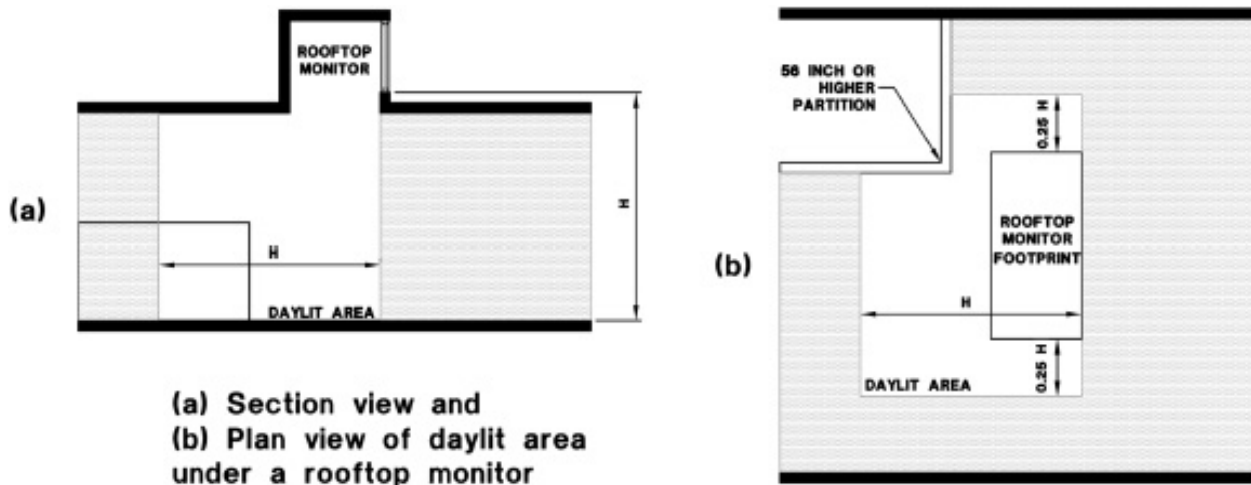 ROOFTOP
MONITOR
H
H
DAYLIT AREA
(a)
(a) Section view and
(b) Plan view of daylit area
under a rooftop monitor
56 INCH OR
HIGHER
PARTITION
0.25 H
ROOFTOP
MONITOR
FOOTPRINT
(b)
H
0.25 H
DAYLIT AREA